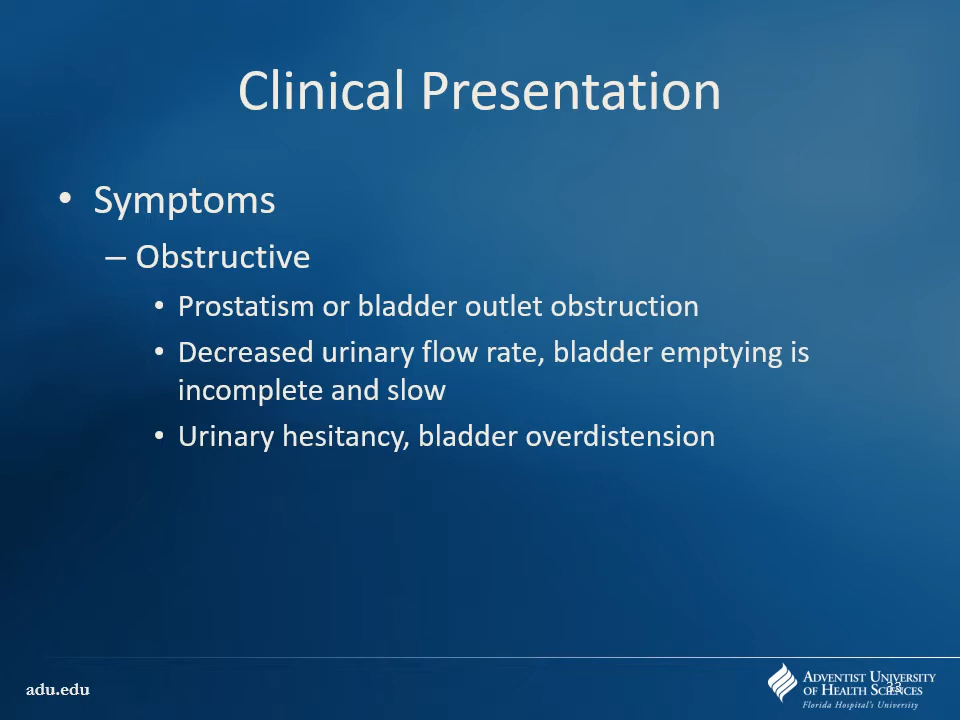 Clinical Presentation
• Symptoms
– Obstructive
• Prostatism or bladder outlet obstruction
• Decreased urinary flow rate, bladder emptying is
incomplete and slow
• Urinary hesitancy, bladder overdistension
adu.edu
ADVENTIST UNIVERSITY
OF HEALTH SCIENCES
33
Florida Hospital's University